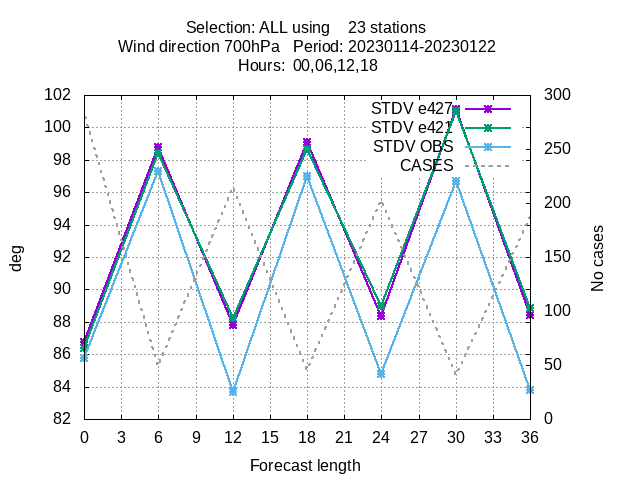 Selection: ALL using 23 stations
Wind direction 700hPa Period: 20230114-20230122
Hours: 00,06,12,18
STDV e427
STDV e421
STDV OBS
CASES
102
100
98
96
94
92
90
88
86
84
82
300
250
200
150
100
50
0
deg
No cases
0 3 6 9 12 15 18 21 24 27 30 33 36
Forecast length